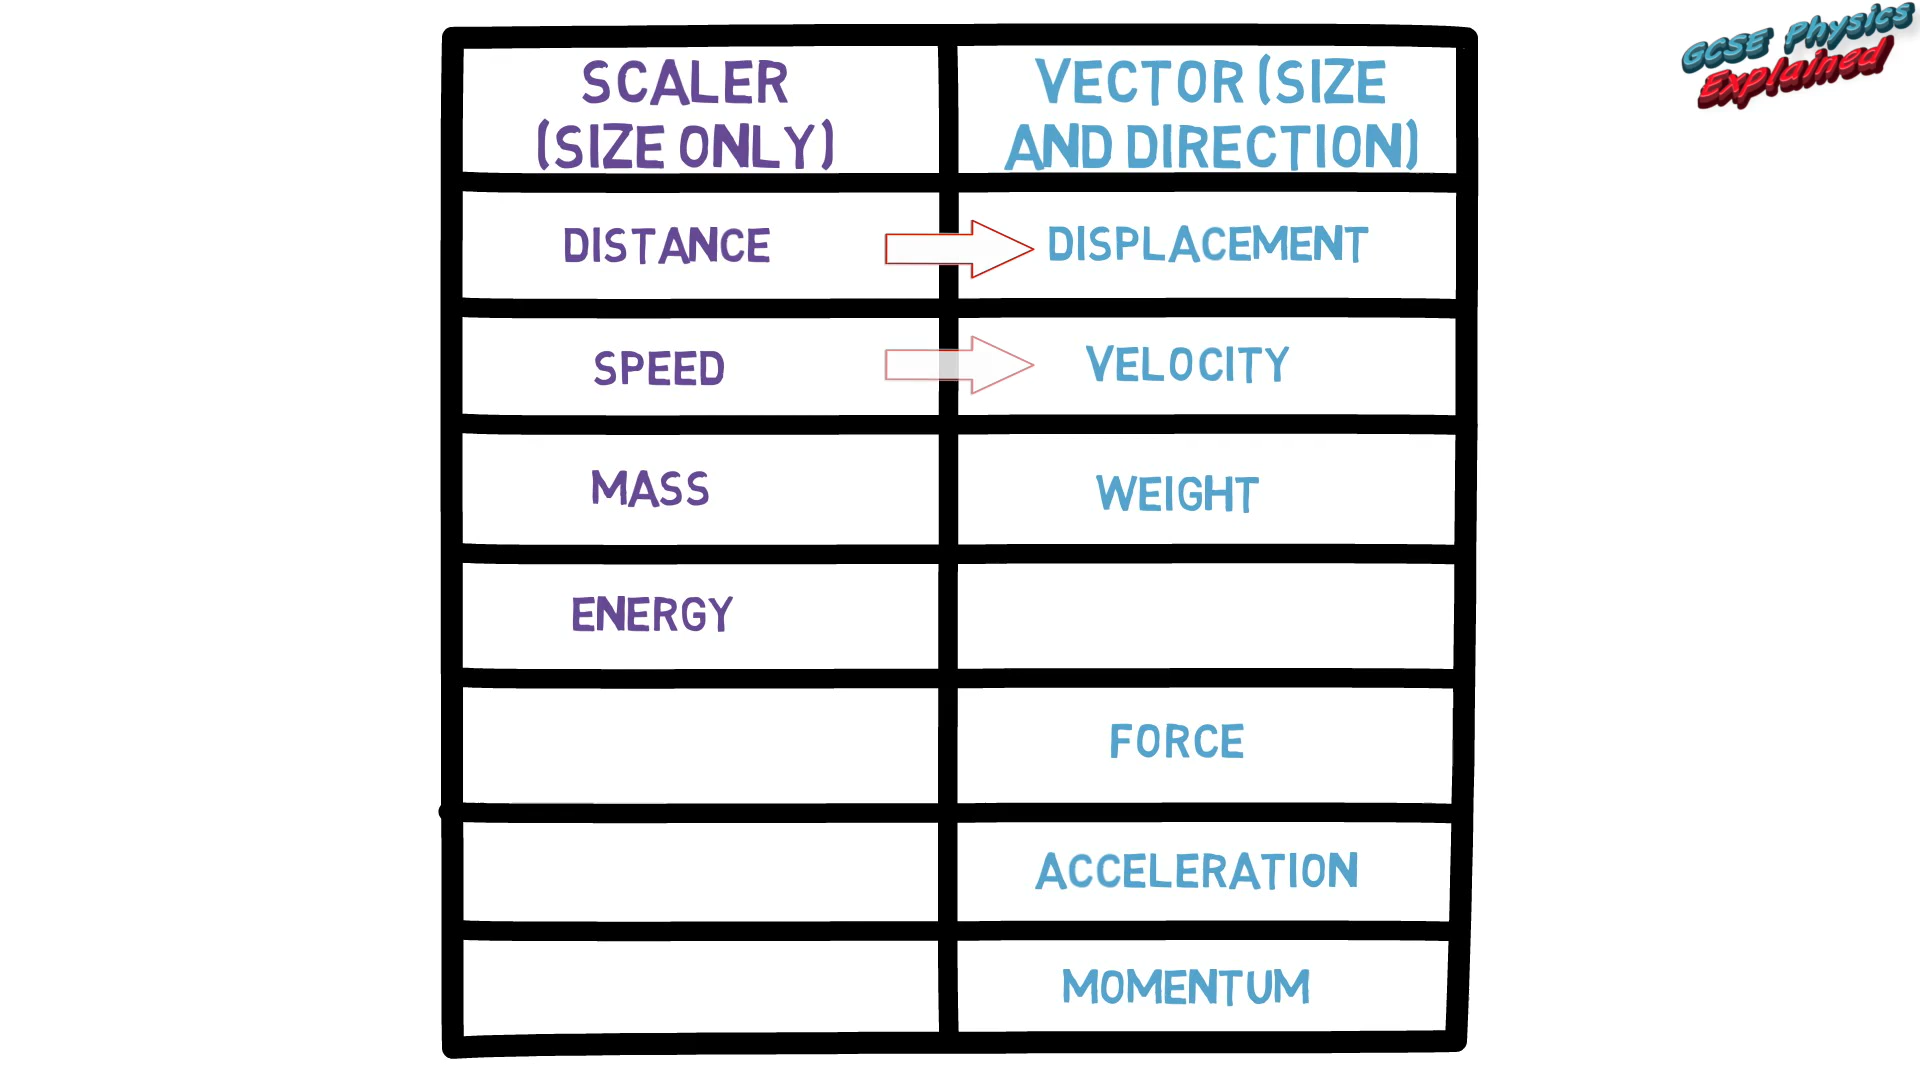 GCSE Physics
Explained
SCALER
(SIZE ONLY)
VECTOR (SIZE
AND DIRECTION)
DISTANCE
DISPLACEMENT
SPEED
VELOCITY
MASS
WEIGHT
ENERGY
FORCE
ACCELERATION
MOMENTUM